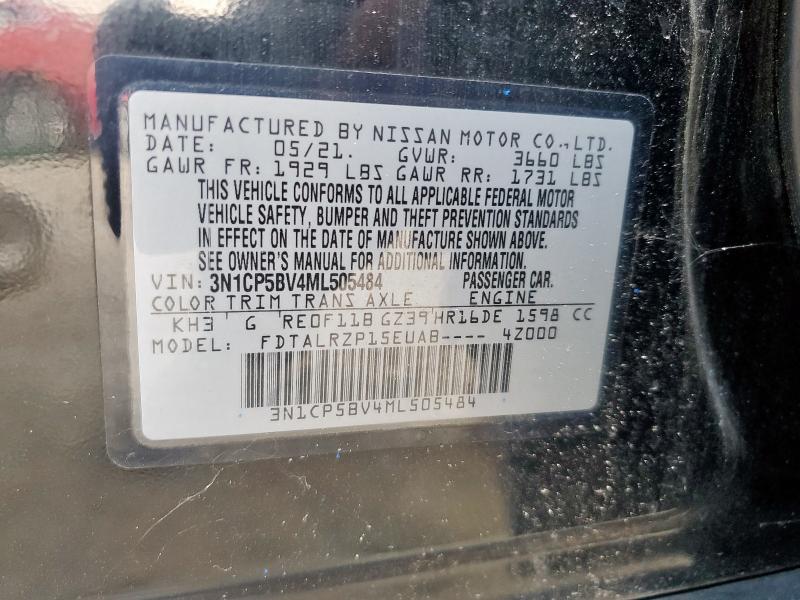 MANUFACTURED BY NISSAN MOTOR CO.,LTD.
DATE: 05/21. GVWR: 3660 LBS
GAWR FR: 1929 LBS GAWR RR: 1731 LBS
THIS VEHICLE CONFORMS TO ALL APPLICABLE FEDERAL MOTOR
VEHICLE SAFETY, BUMPER AND THEFT PREVENTION STANDARDS
IN EFFECT ON THE DATE OF MANUFACTURE SHOWN ABOVE.
SEE OWNER'S MANUAL FOR ADDITIONAL INFORMATION.
VIN: 3N1CP5BV4ML505484 PASSENGER CAR.
COLOR TRIM TRANS AXLE ENGINE
KH3 G RE0F11B GZ39 HR16DE 1598 CC
MODEL: FDTALRZP15EUAB---- 4Z000
3N1CP5BV4ML505484